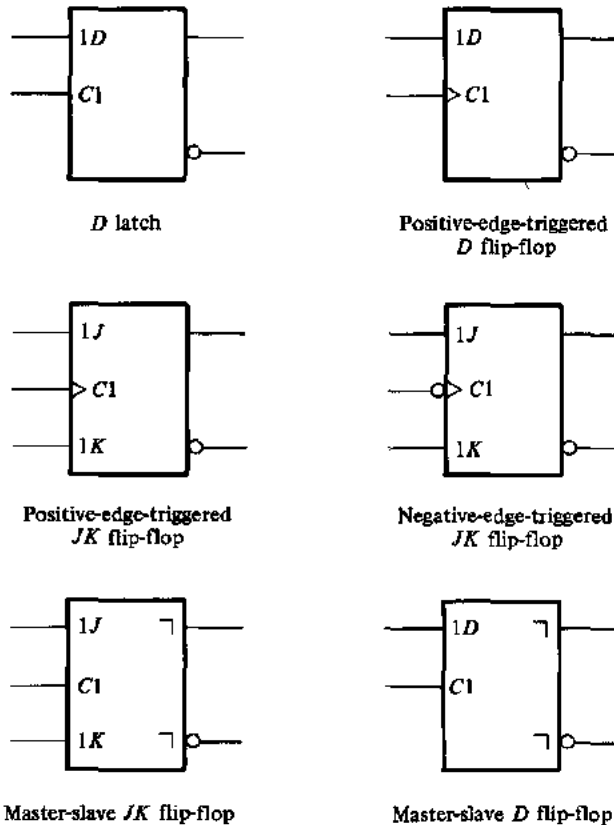 1D
C1
D latch
1D
C1
Positive-edge-triggered
D flip-flop
1J
C1
1K
Positive-edge-triggered
JK flip-flop
1J
C1
1K
Negative-edge-triggered
JK flip-flop
1J
C1
1K
Master-slave JK flip-flop
1D
C1
Master-slave D flip-flop